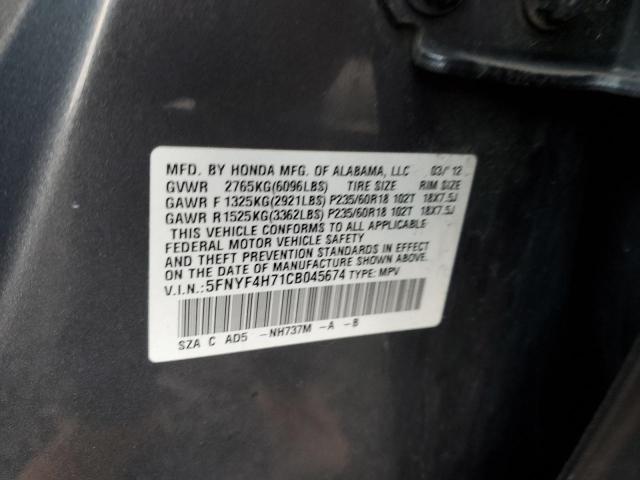 MFD. BY HONDA MFG. OF ALABAMA, LLC 03/12
GVWR 2765KG(6096LBS) TIRE SIZE RIM SIZE
GAWR F 1325KG(2921LBS) P235/60R18 102T 18X7.5J
GAWR R 1525KG(3362LBS) P235/60R18 102T 18X7.5J
THIS VEHICLE CONFORMS TO ALL APPLICABLE
FEDERAL MOTOR VEHICLE SAFETY
AND THEFT PREVENTION STANDARDS IN EFFECT
ON THE DATE OF MANUFACTURE SHOWN ABOVE.
V.I.N.: 5FNYF4H71CB045674 TYPE: MPV
SZA C AD5 -NH737M -A -B